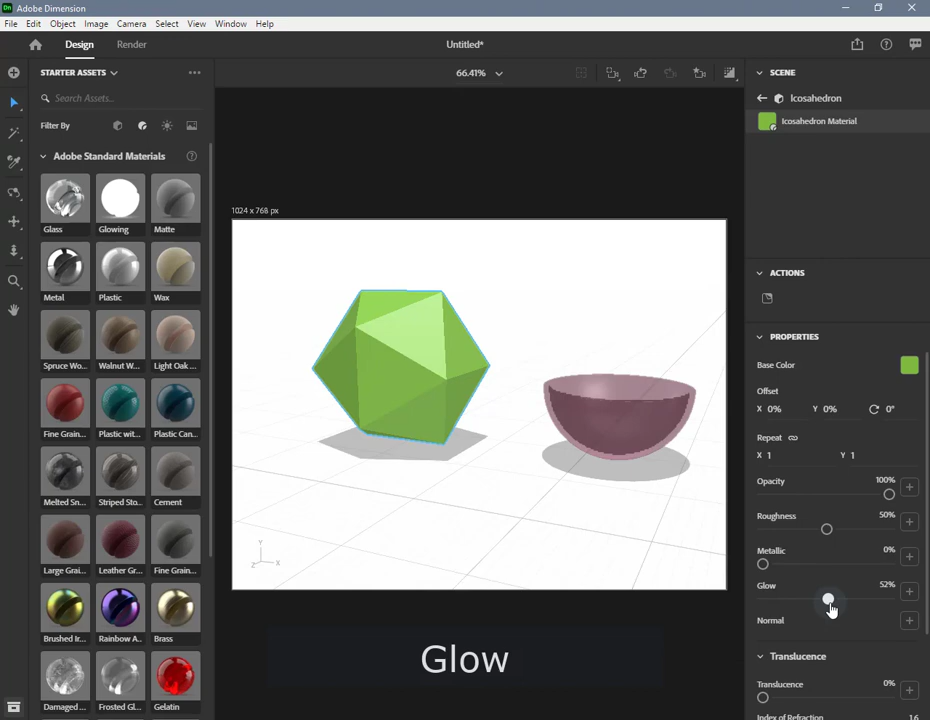 Dn Adobe Dimension
File Edit Object Image Camera Select View Window Help
Design Render Untitled*
STARTER ASSETS
66.41%
SCENE
Search Assets...
Icosahedron
Filter By
Icosahedron Material
Adobe Standard Materials
Glass Glowing Matte
1024 x 768 px
Metal Plastic Wax
ACTIONS
Spruce Wo... Walnut W... Light Oak ...
PROPERTIES
Base Color
Offset
X 0% Y 0% 0°
Fine Grain... Plastic wit... Plastic Can...
Repeat
X 1 Y 1
Melted Sn... Striped Sto... Cement
Opacity 100%
Roughness 50%
Large Grai... Leather Gr... Fine Grain...
Metallic 0%
Y
Z X
Glow 52%
Normal
Brushed Ir... Rainbow A... Brass
Glow
Translucence
Translucence 0%
Damaged ... Frosted Gl... Gelatin
Index of Refraction 1.6